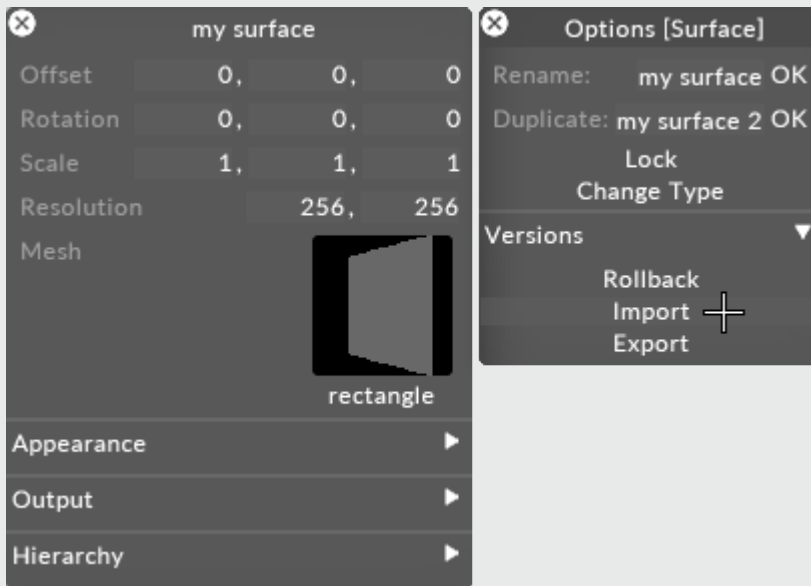 my surface
Offset 0, 0, 0
Rotation 0, 0, 0
Scale 1, 1, 1
Resolution 256, 256
Mesh
rectangle
Appearance
Output
Hierarchy
Options [Surface]
Rename: my surface OK
Duplicate: my surface 2 OK
Lock
Change Type
Versions
Rollback
Import
Export